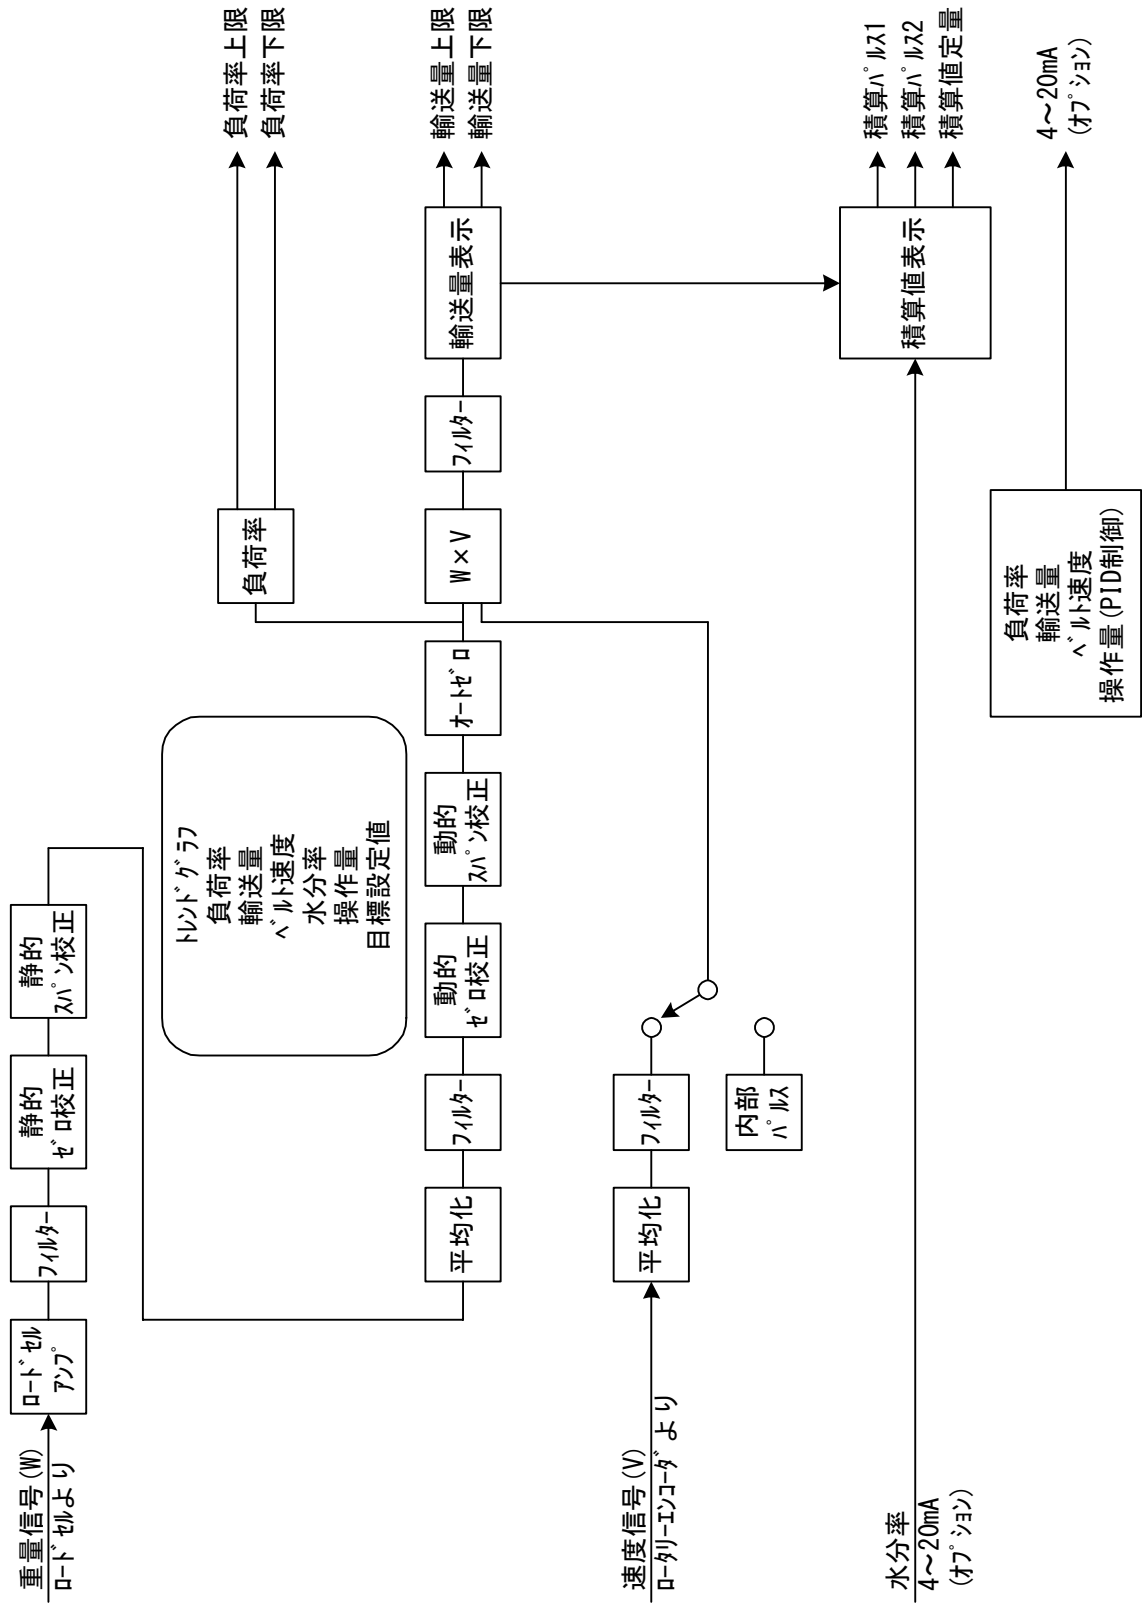 重量信号(W)
ﾛｰﾄﾞｾﾙより
ﾛｰﾄﾞｾﾙ
ｱﾝﾌﾟ
ﾌｨﾙﾀｰ
静的
ｾﾞﾛ校正
静的
ｽﾊﾟﾝ校正
ﾄﾚﾝﾄﾞｸﾞﾗﾌ
負荷率
輸送量
ﾍﾞﾙﾄ速度
水分率
操作量
目標設定値
負荷率
負荷率上限
負荷率下限
平均化
ﾌｨﾙﾀｰ
動的
ｾﾞﾛ校正
動的
ｽﾊﾟﾝ校正
ｵｰﾄｾﾞﾛ
W×V
ﾌｨﾙﾀｰ
輸送量表示
輸送量上限
輸送量下限
速度信号(V)
ﾛｰﾀﾘｰｴﾝｺｰﾀﾞより
平均化
ﾌｨﾙﾀｰ
内部
ﾊﾟﾙｽ
水分率
4～20mA
(ｵﾌﾟｼｮﾝ)
積算値表示
積算ﾊﾟﾙｽ1
積算ﾊﾟﾙｽ2
積算値定量
負荷率
輸送量
ﾍﾞﾙﾄ速度
操作量(PID制御)
4～20mA
(ｵﾌﾟｼｮﾝ)